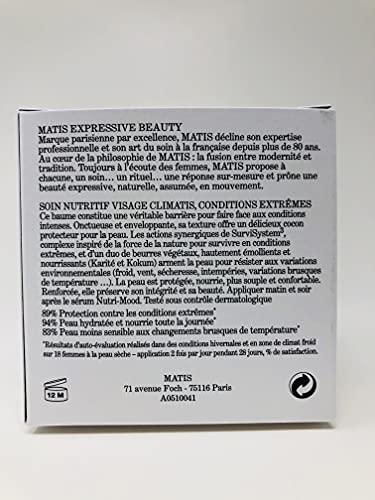 MATIS EXPRESSIVE BEAUTY
Marque parisienne par excellence, MATIS décline son expertise
professionnelle et son art du soin à la française depuis plus de 80 ans.
Au cœur de la philosophie de MATIS : la fusion entre modernité et
tradition. Toujours à l'écoute des femmes, MATIS propose à
chacune, un soin... un rituel... une réponse sur-mesure et prône une
beauté expressive, naturelle, assumée, en mouvement.
SOIN NUTRITIF VISAGE CLIMATIS, CONDITIONS EXTRÊMES
Ce baume constitue une véritable barrière pour faire face aux conditions
intenses. Onctueuse et enveloppante, sa texture offre un délicieux cocon
protecteur pour la peau. Les actions synergiques de SurviSystem*,
complexe inspiré de la force de la nature pour survivre en conditions
extrêmes, et d'un duo de beurres végétaux, hautement émollients et
nourrissants (Karité et Kokum) arment la peau pour résister aux variations
environnementales (froid, vent, sécheresse, intempéries, variations brusques
de température ...). La peau est protégée, nourrie, plus souple et confortable.
Renforcée, elle préserve son intégrité et sa beauté. Appliquer matin et soir
après le sérum Nutri-Mood. Testé sous contrôle dermatologique
89% Protection contre les conditions extrêmes*
94% Peau hydratée et nourrie toute la journée*
83% Peau moins sensible aux changements brusques de température*
*Résultats d'auto-évaluation réalisés dans des conditions hivernales et en zone de climat froid
sur 18 femmes à la peau sèche – application 2 fois par jour pendant 28 jours, % de satisfaction.
12 M
MATIS
71 avenue Foch - 75116 Paris
A0510041